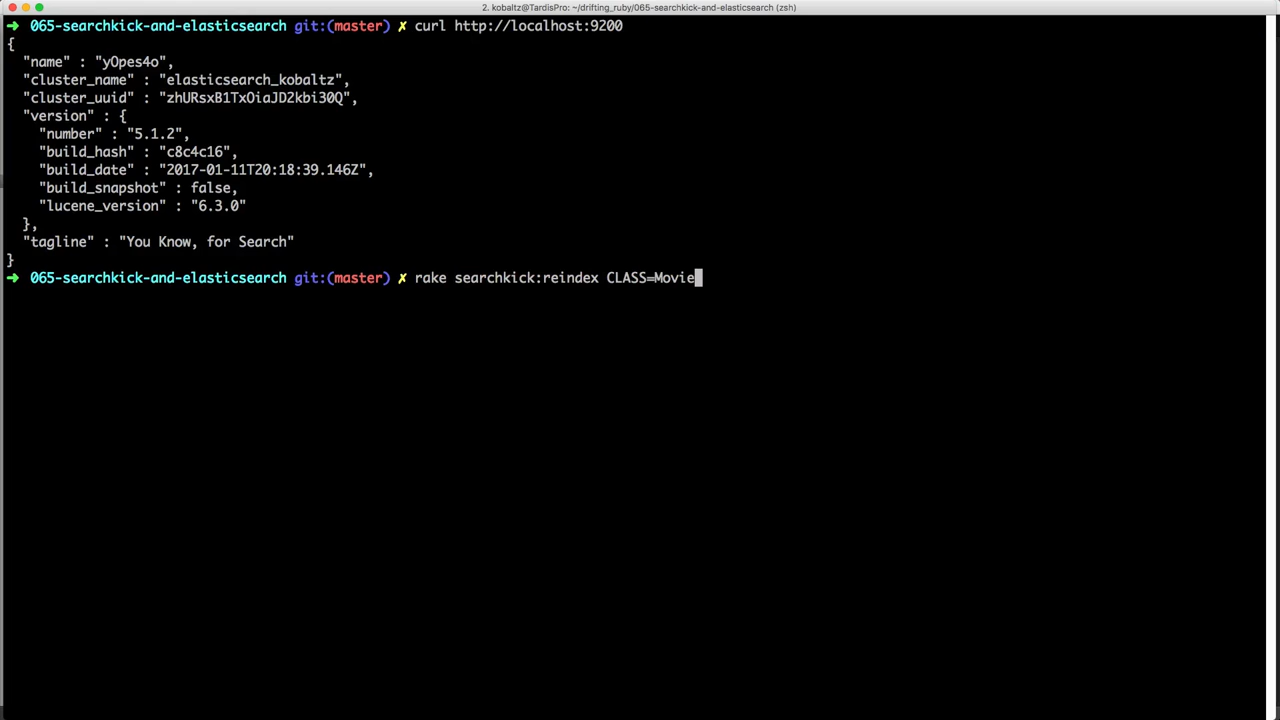 2. kobaltz@TardisPro: ~/drifting_ruby/065-searchkick-and-elasticsearch (zsh)
➜ 065-searchkick-and-elasticsearch git:(master) ✗ curl http://localhost:9200
{
"name" : "yOpes4o",
"cluster_name" : "elasticsearch_kobaltz",
"cluster_uuid" : "zhURsxB1TxOiaJD2kbi30Q",
"version" : {
"number" : "5.1.2",
"build_hash" : "c8c4c16",
"build_date" : "2017-01-11T20:18:39.146Z",
"build_snapshot" : false,
"lucene_version" : "6.3.0"
},
"tagline" : "You Know, for Search"
}
➜ 065-searchkick-and-elasticsearch git:(master) ✗ rake searchkick:reindex CLASS=Movie